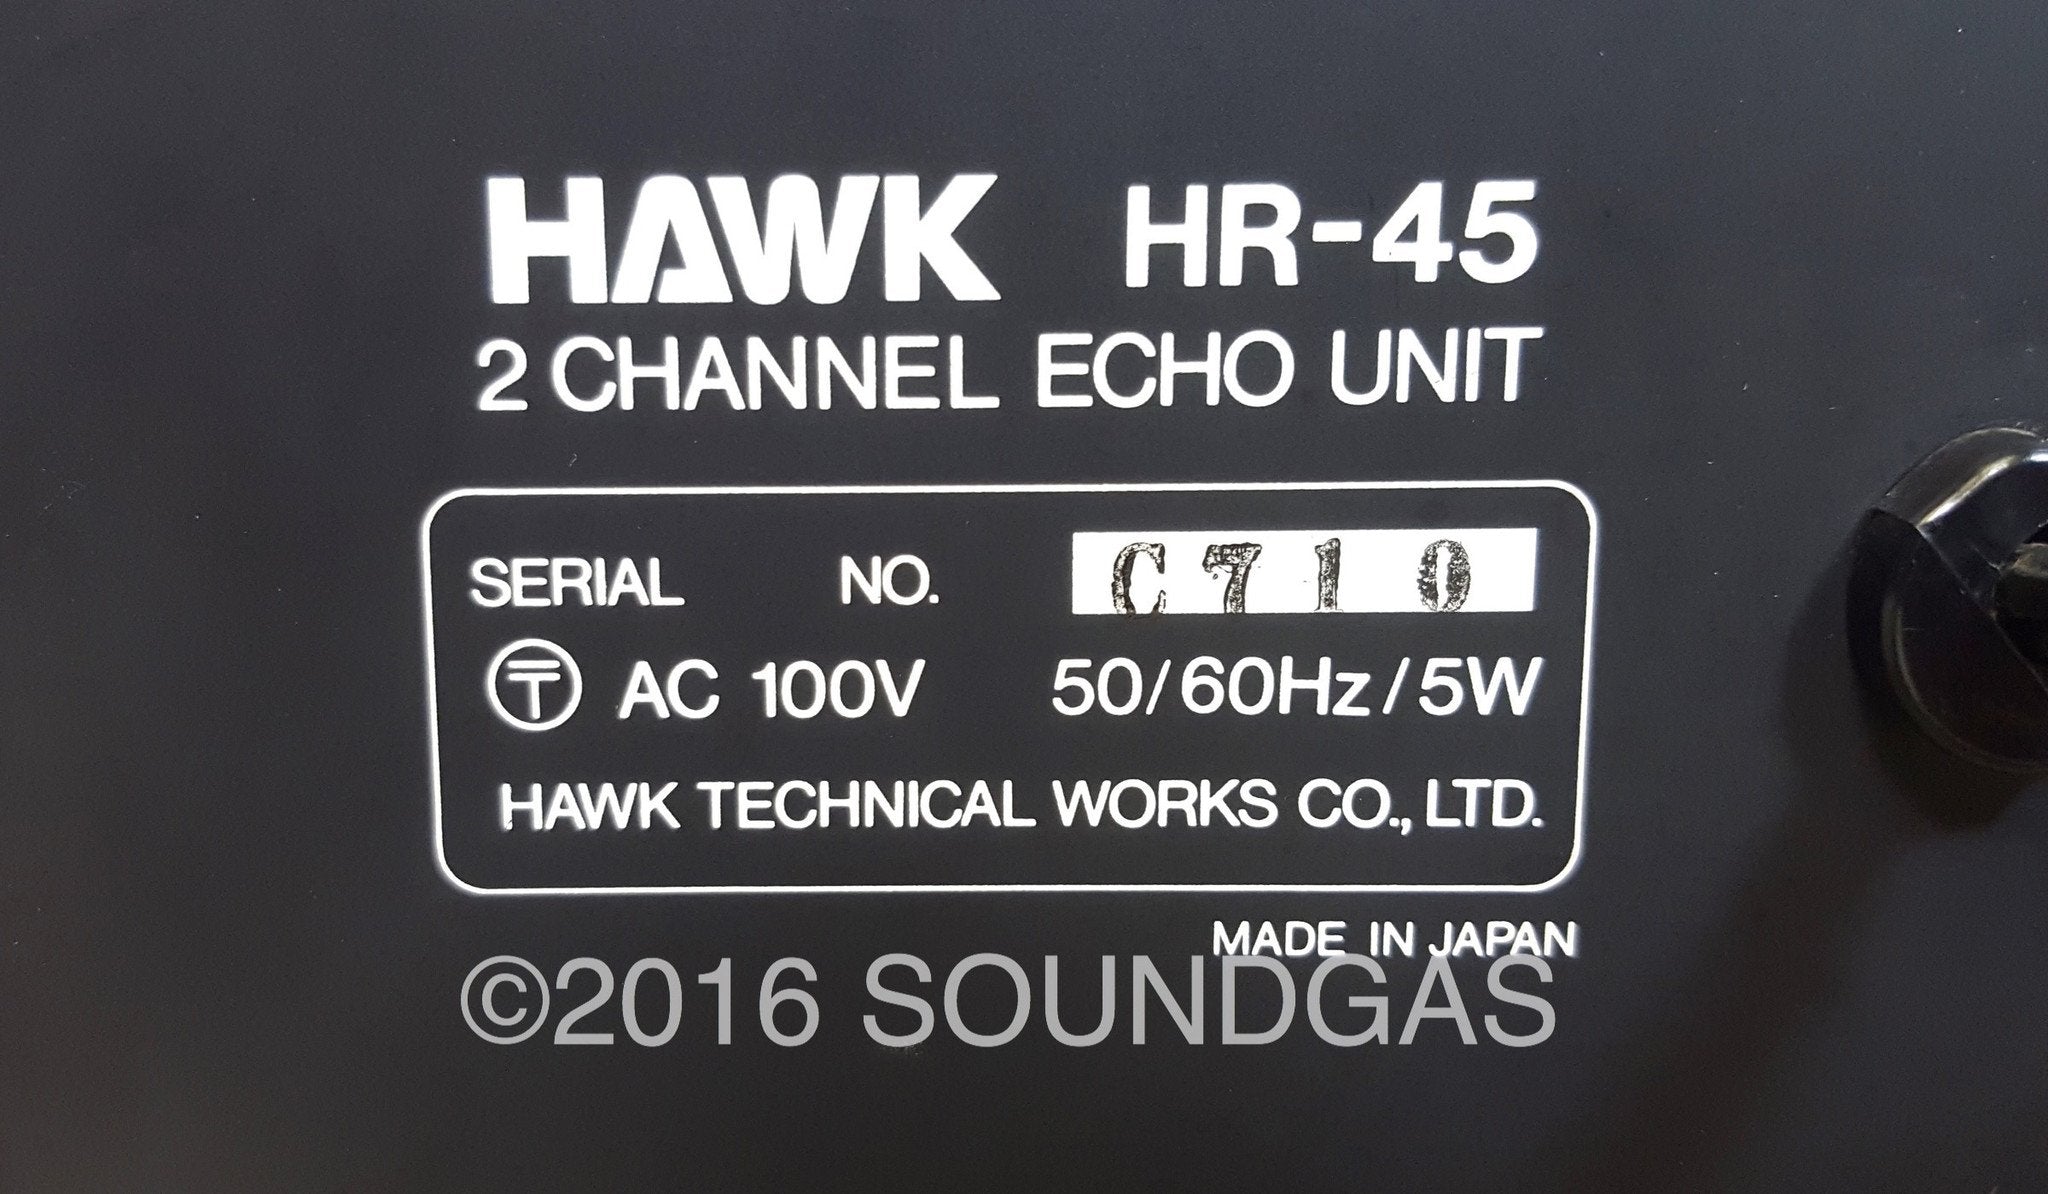 HAWK HR-45
2 CHANNEL ECHO UNIT
SERIAL NO. C710
〒 AC 100V 50/60Hz/5W
HAWK TECHNICAL WORKS CO., LTD.
MADE IN JAPAN
©2016 SOUNDGAS